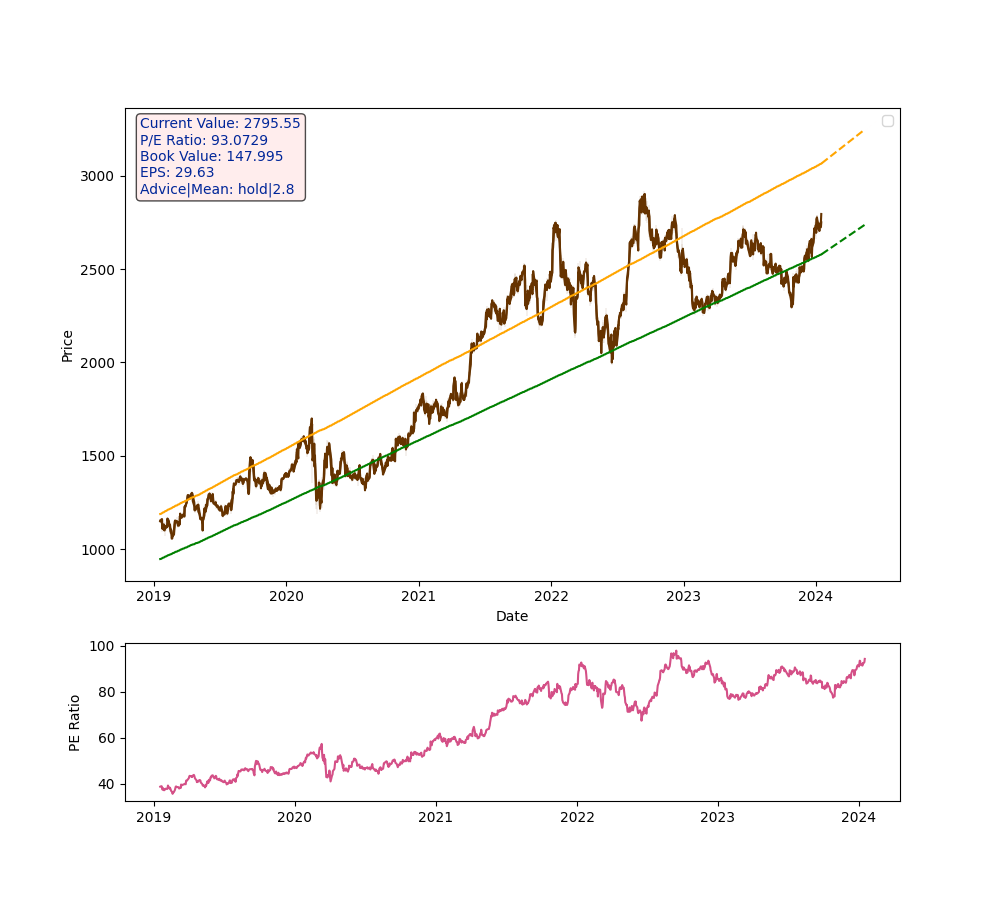 Current Value: 2795.55
P/E Ratio: 93.0729
Book Value: 147.995
EPS: 29.63
Advice|Mean: hold|2.8
Price
3000
2500
2000
1500
1000
2019 2020 2021 2022 2023 2024
Date
PE Ratio
100
80
60
40
2019 2020 2021 2022 2023 2024